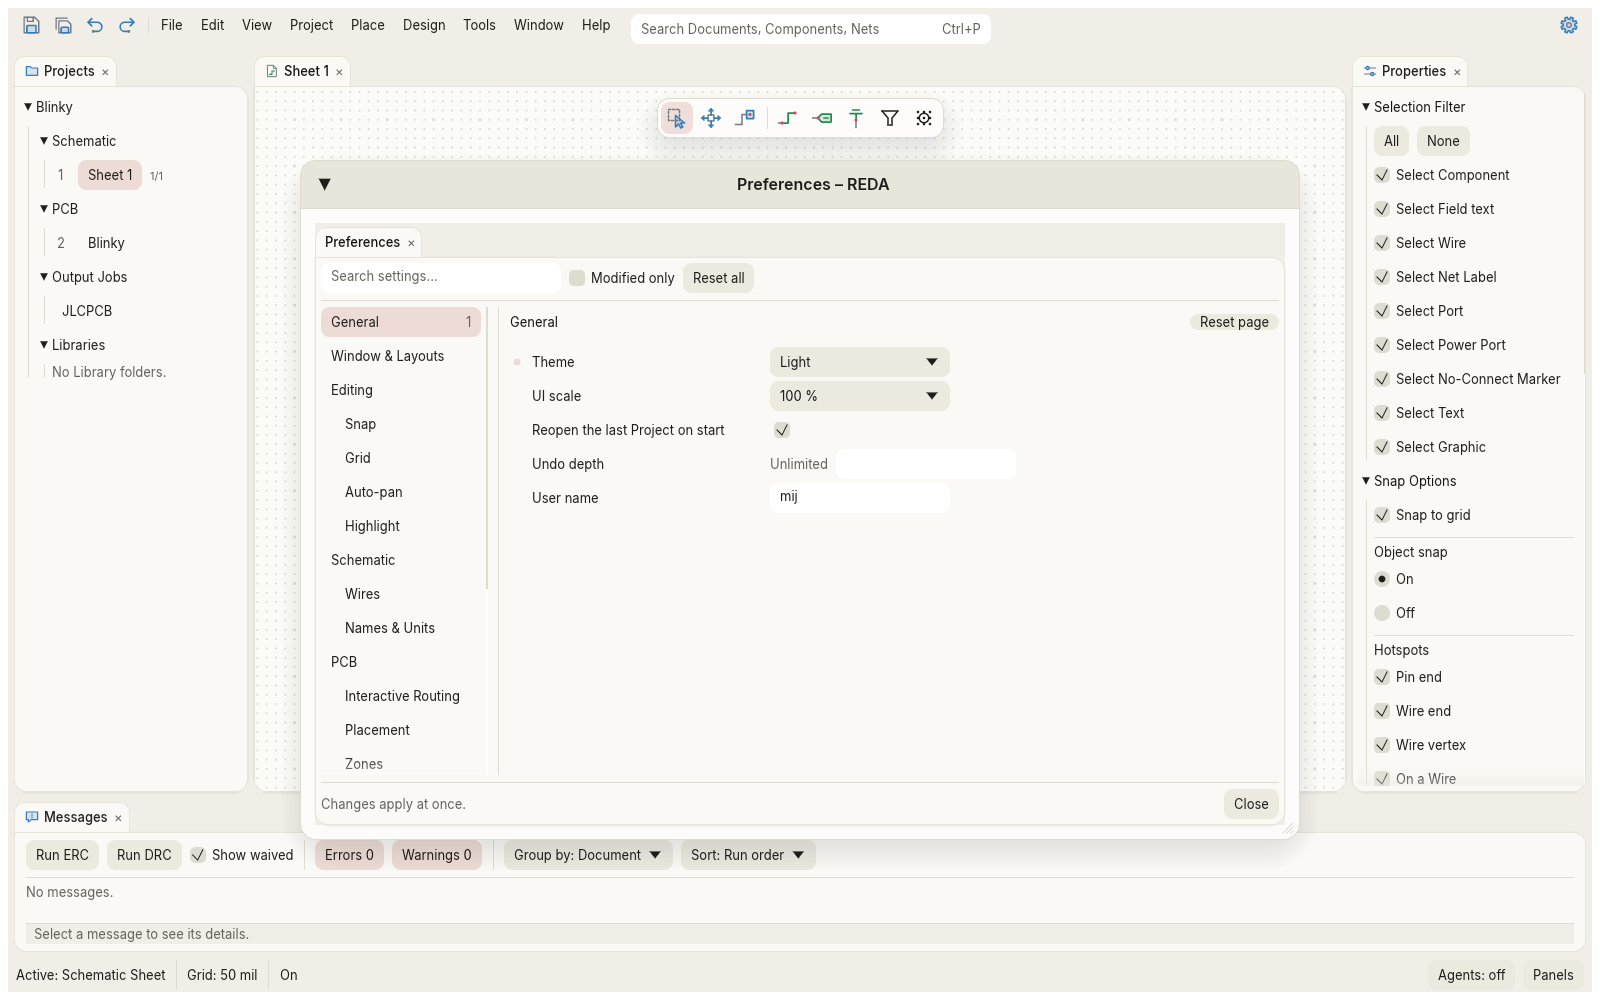 File Edit View Project Place Design Tools Window Help Search Documents, Components, Nets Ctrl+P
Projects ×
Sheet 1 ×
Properties ×
Blinky
Schematic
1 Sheet 1 1/1
PCB
2 Blinky
Output Jobs
JLCPCB
Libraries
No Library folders.
Preferences – REDA
Preferences ×
Search settings... Modified only Reset all
General 1
Window & Layouts
Editing
Snap
Grid
Auto-pan
Highlight
Schematic
Wires
Names & Units
PCB
Interactive Routing
Placement
Zones
General Reset page
Theme Light
UI scale 100 %
Reopen the last Project on start
Undo depth Unlimited
User name mij
Changes apply at once. Close
Selection Filter
All None
Select Component
Select Field text
Select Wire
Select Net Label
Select Port
Select Power Port
Select No-Connect Marker
Select Text
Select Graphic
Snap Options
Snap to grid
Object snap
On
Off
Hotspots
Pin end
Wire end
Wire vertex
On a Wire
Messages ×
Run ERC Run DRC Show waived Errors 0 Warnings 0 Group by: Document Sort: Run order
No messages.
Select a message to see its details.
Active: Schematic Sheet Grid: 50 mil On Agents: off Panels